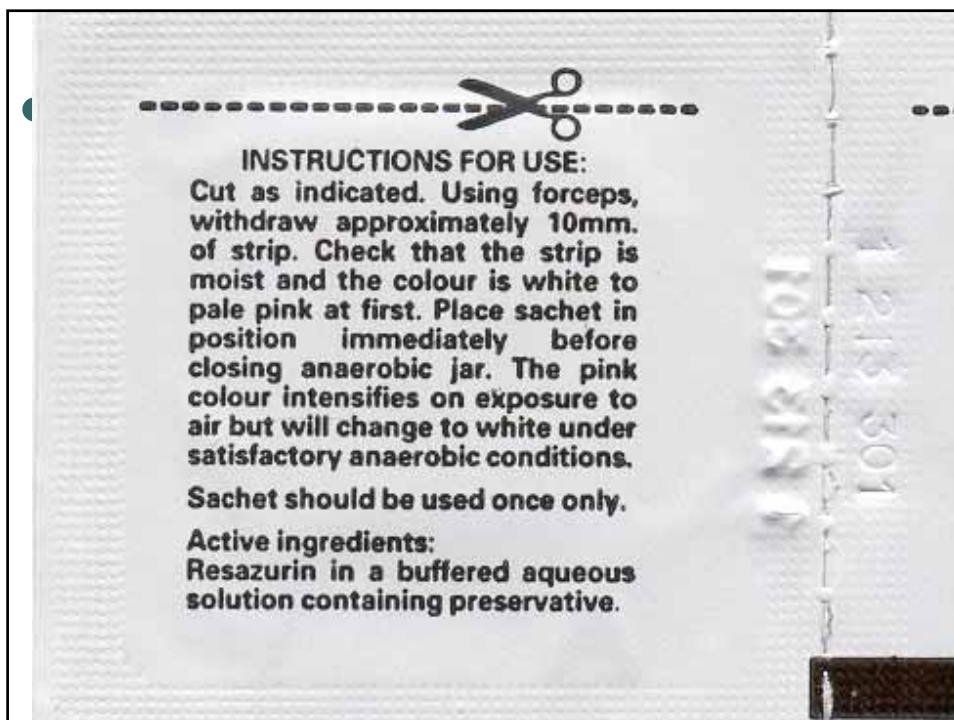 INSTRUCTIONS FOR USE:
Cut as indicated. Using forceps,
withdraw approximately 10mm.
of strip. Check that the strip is
moist and the colour is white to
pale pink at first. Place sachet in
position immediately before
closing anaerobic jar. The pink
colour intensifies on exposure to
air but will change to white under
satisfactory anaerobic conditions.
Sachet should be used once only.
Active ingredients:
Resazurin in a buffered aqueous
solution containing preservative.
1 213 301